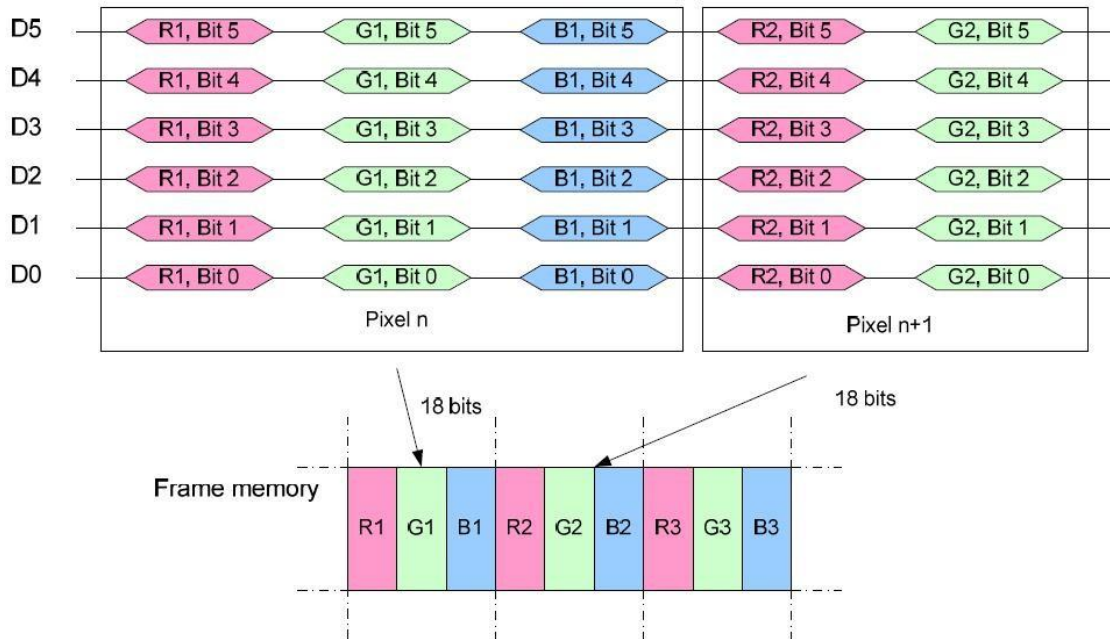 D5 R1, Bit 5 G1, Bit 5 B1, Bit 5 R2, Bit 5 G2, Bit 5
D4 R1, Bit 4 G1, Bit 4 B1, Bit 4 R2, Bit 4 G2, Bit 4
D3 R1, Bit 3 G1, Bit 3 B1, Bit 3 R2, Bit 3 G2, Bit 3
D2 R1, Bit 2 G1, Bit 2 B1, Bit 2 R2, Bit 2 G2, Bit 2
D1 R1, Bit 1 G1, Bit 1 B1, Bit 1 R2, Bit 1 G2, Bit 1
D0 R1, Bit 0 G1, Bit 0 B1, Bit 0 R2, Bit 0 G2, Bit 0
Pixel n Pixel n+1
18 bits 18 bits
Frame memory
R1 G1 B1 R2 G2 B2 R3 G3 B3